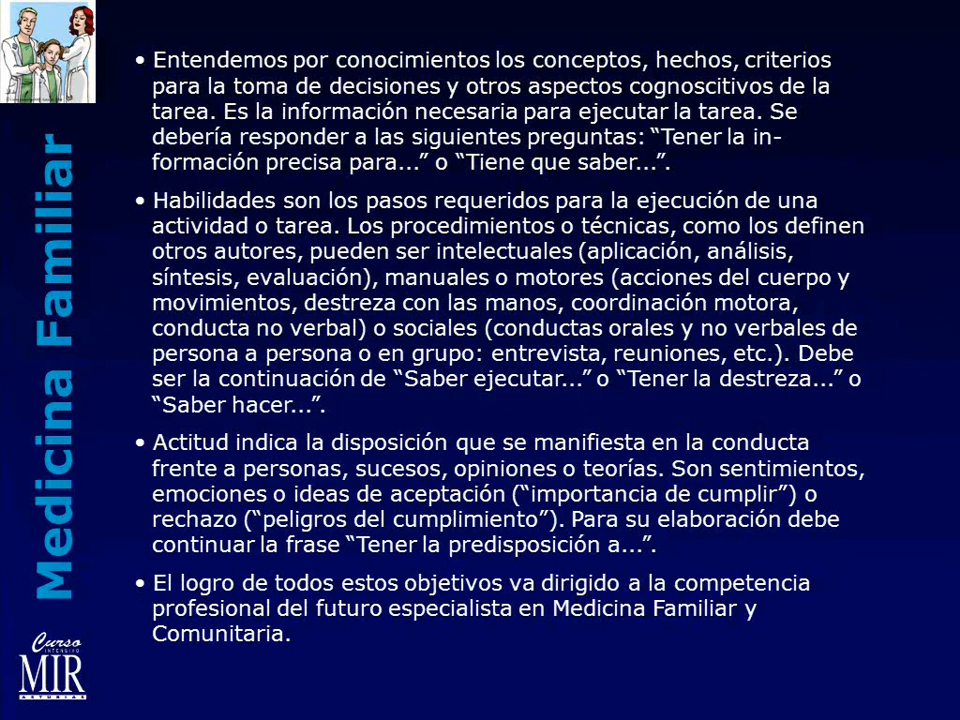 • Entendemos por conocimientos los conceptos, hechos, criterios
para la toma de decisiones y otros aspectos cognoscitivos de la
tarea. Es la información necesaria para ejecutar la tarea. Se
debería responder a las siguientes preguntas: “Tener la in-
formación precisa para...” o “Tiene que saber...”.
• Habilidades son los pasos requeridos para la ejecución de una
actividad o tarea. Los procedimientos o técnicas, como los definen
otros autores, pueden ser intelectuales (aplicación, análisis,
síntesis, evaluación), manuales o motores (acciones del cuerpo y
movimientos, destreza con las manos, coordinación motora,
conducta no verbal) o sociales (conductas orales y no verbales de
persona a persona o en grupo: entrevista, reuniones, etc.). Debe
ser la continuación de “Saber ejecutar...” o “Tener la destreza...” o
“Saber hacer...”.
• Actitud indica la disposición que se manifiesta en la conducta
frente a personas, sucesos, opiniones o teorías. Son sentimientos,
emociones o ideas de aceptación (“importancia de cumplir”) o
rechazo (“peligros del cumplimiento”). Para su elaboración debe
continuar la frase “Tener la predisposición a...”.
• El logro de todos estos objetivos va dirigido a la competencia
profesional del futuro especialista en Medicina Familiar y
Comunitaria.
Medicina Familiar
Curso
INTENSIVO
MIR
ASTURIAS